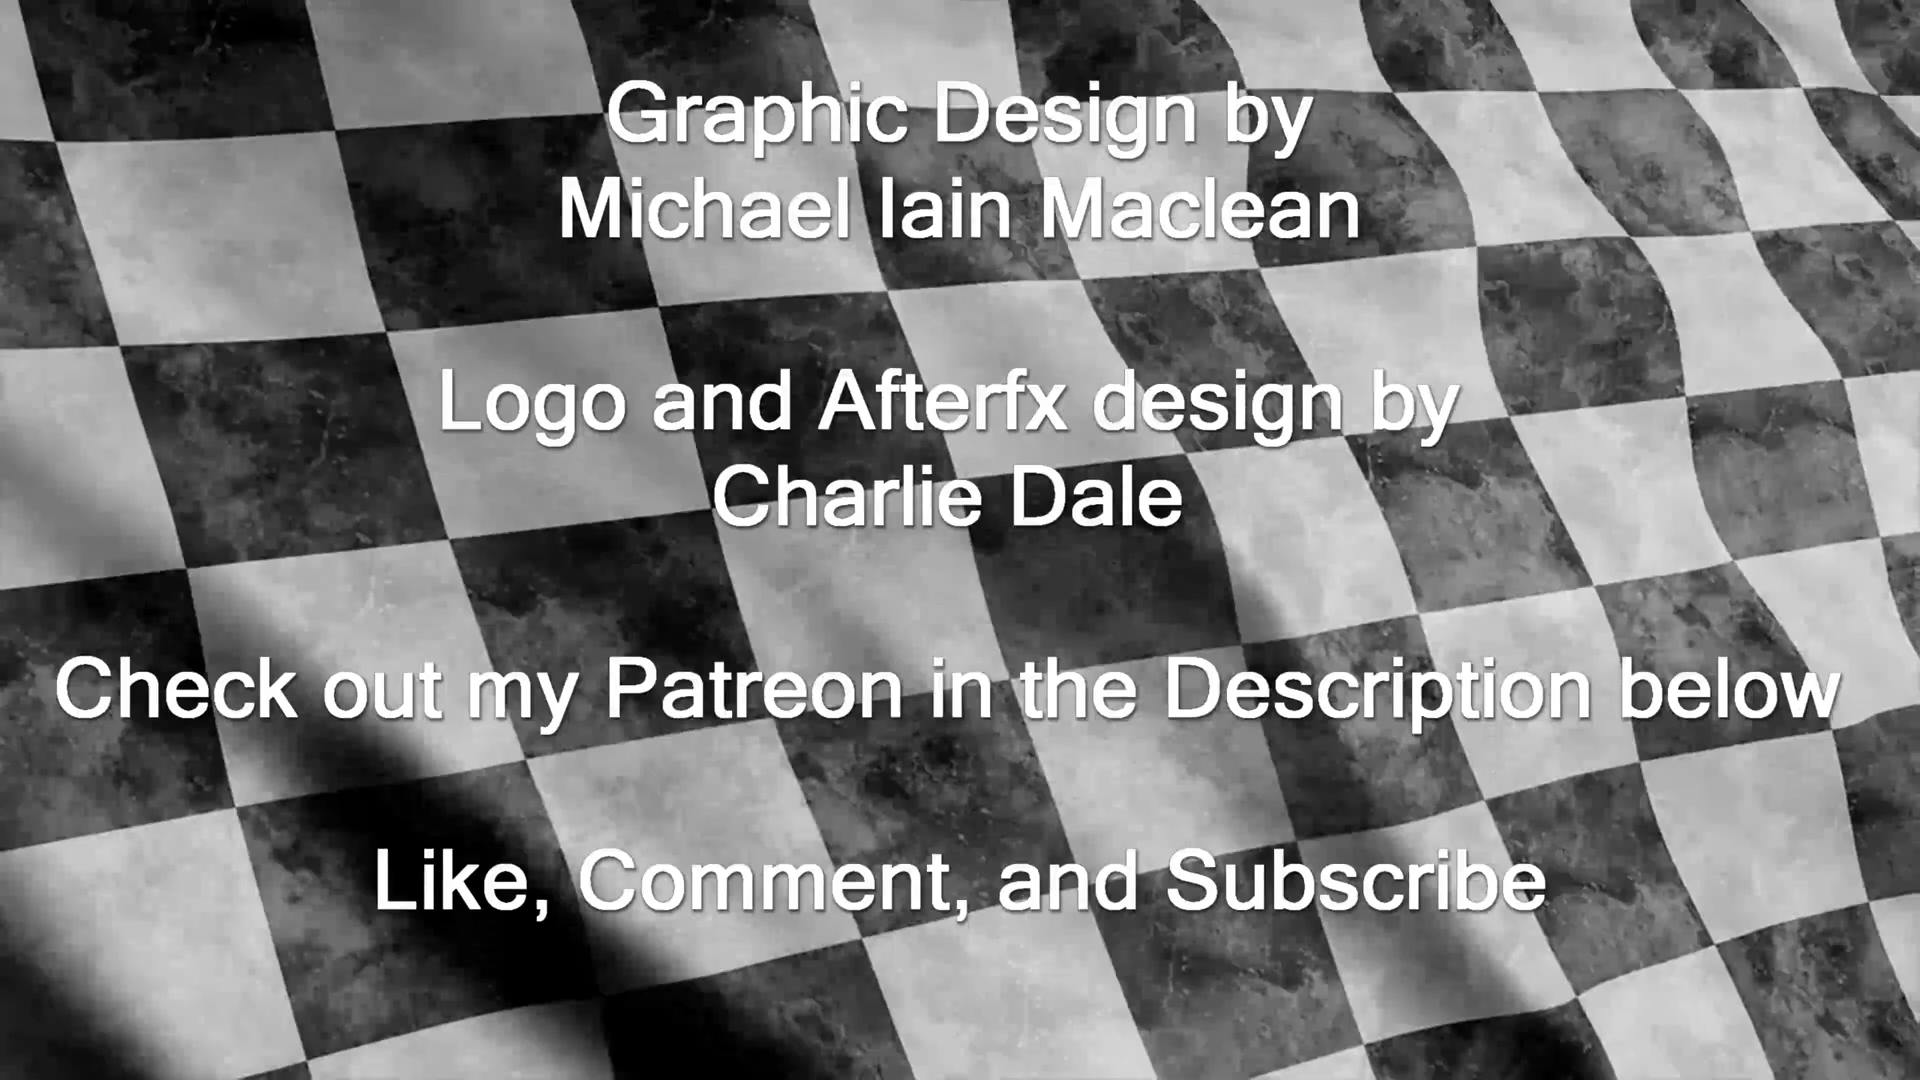 Graphic Design by
Michael Iain Maclean
Logo and Afterfx design by
Charlie Dale
Check out my Patreon in the Description below
Like, Comment, and Subscribe